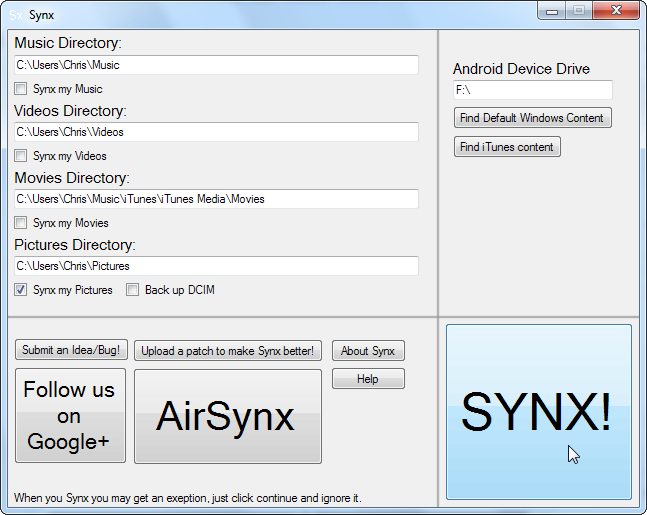 Sx Synx
Music Directory:
C:\Users\Chris\Music
Synx my Music
Videos Directory:
C:\Users\Chris\Videos
Synx my Videos
Movies Directory:
C:\Users\Chris\Music\iTunes\iTunes Media\Movies
Synx my Movies
Pictures Directory:
C:\Users\Chris\Pictures
Synx my Pictures Back up DCIM
Android Device Drive
F:\
Find Default Windows Content
Find iTunes content
Submit an Idea/Bug! Upload a patch to make Synx better! About Synx
Help
Follow us
on
Google+
AirSynx
SYNX!
When you Synx you may get an exeption, just click continue and ignore it.